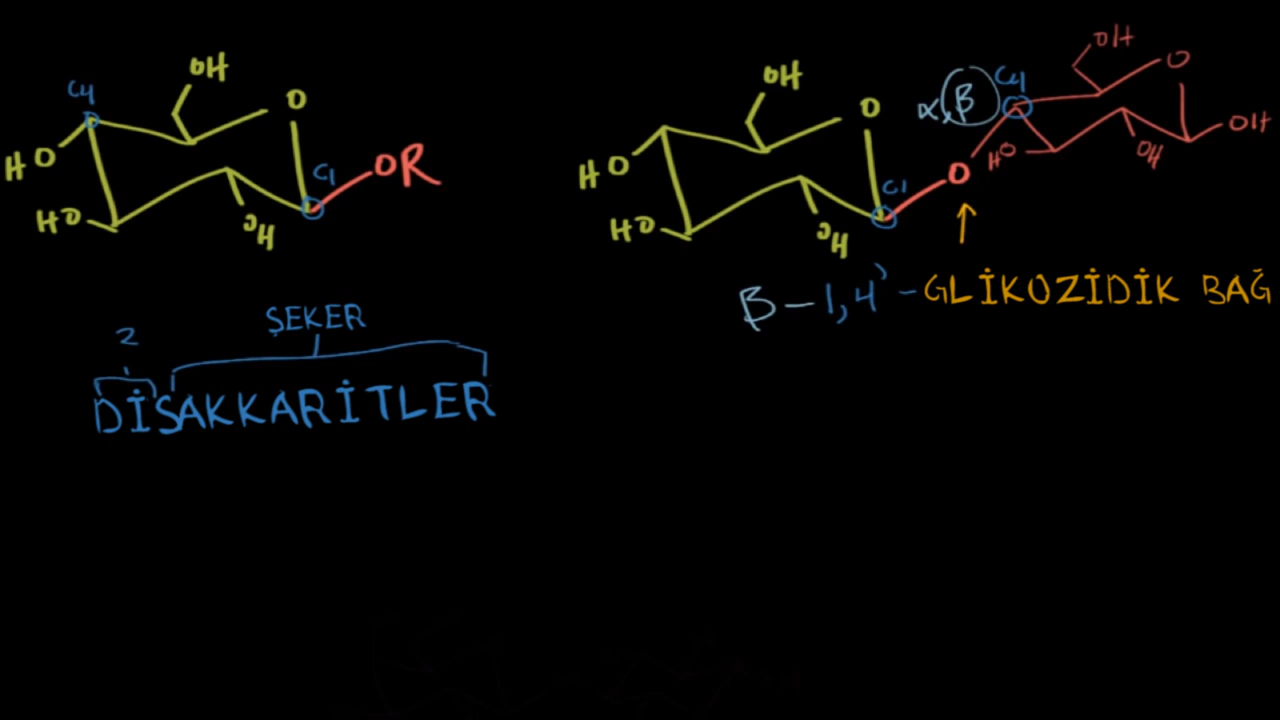 OH
C4
O
HO
C1
OR
HO
OH
OH
O
HO
C1
HO
OH
α, β
C4
OH
O
OH
HO
OH
O
β – 1,4' – GLİKOZİDİK BAĞ
2
ŞEKER
DİSAKKARİTLER